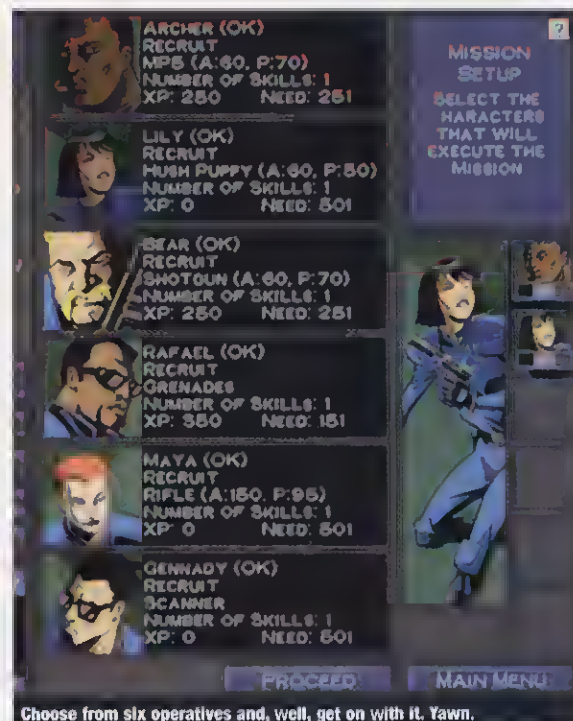 ARCHER (OK)
RECRUIT
MP5 (A:60, P:70)
NUMBER OF SKILLS: 1
XP: 250 NEED: 251
LILY (OK)
RECRUIT
HUSH PUPPY (A:60, P:50)
NUMBER OF SKILLS: 1
XP: 0 NEED: 501
BEAR (OK)
RECRUIT
SHOTGUN (A:60, P:70)
NUMBER OF SKILLS: 1
XP: 250 NEED: 251
RAFAEL (OK)
RECRUIT
GRENADES
NUMBER OF SKILLS: 1
XP: 350 NEED: 151
MAYA (OK)
RECRUIT
RIFLE (A:150, P:95)
NUMBER OF SKILLS: 1
XP: 0 NEED: 501
GENNADY (OK)
RECRUIT
SCANNER
NUMBER OF SKILLS: 1
XP: 0 NEED: 501
?
MISSION
SETUP
SELECT THE
HARACTERS
THAT WILL
EXECUTE THE
MISSION
PROCEED
MAIN MENU
Choose from six operatives and, well, get on with it. Yawn.